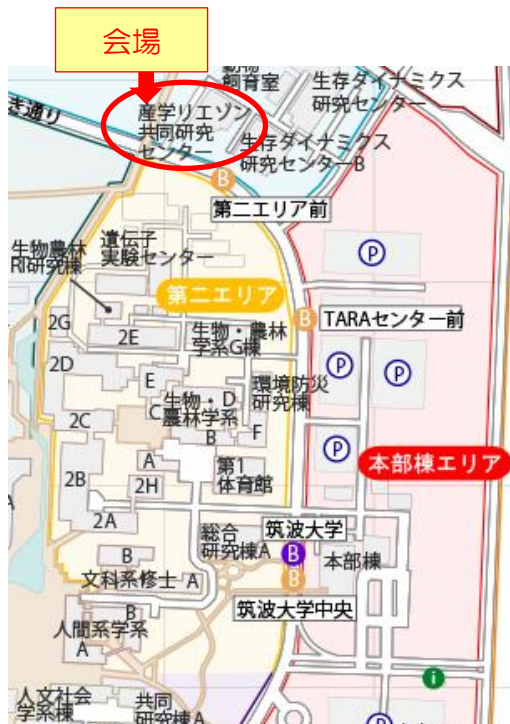 会場
動物
飼育室
生存ダイナミクス
研究センター
き通り
産学リエゾン
共同研究
センター
生存ダイナミクス
研究センターB
B
第二エリア前
生物農林
RI研究棟
遺伝子
実験センター
P
第二エリア
2G
2E
生物・農林
学系G棟
B
TARAセンター前
2D
E
環境防災
研究棟
P
P
2C
C
生物・D
農林学系
B
F
P
本部棟エリア
2B
A
2H
第1
体育館
A
2A
総合
研究棟A
筑波大学
B
本部棟
B
文科系修士
A
B
筑波大学中央
B
人間系学系
A
i
人文社会
学系棟
共同
研究棟A
P